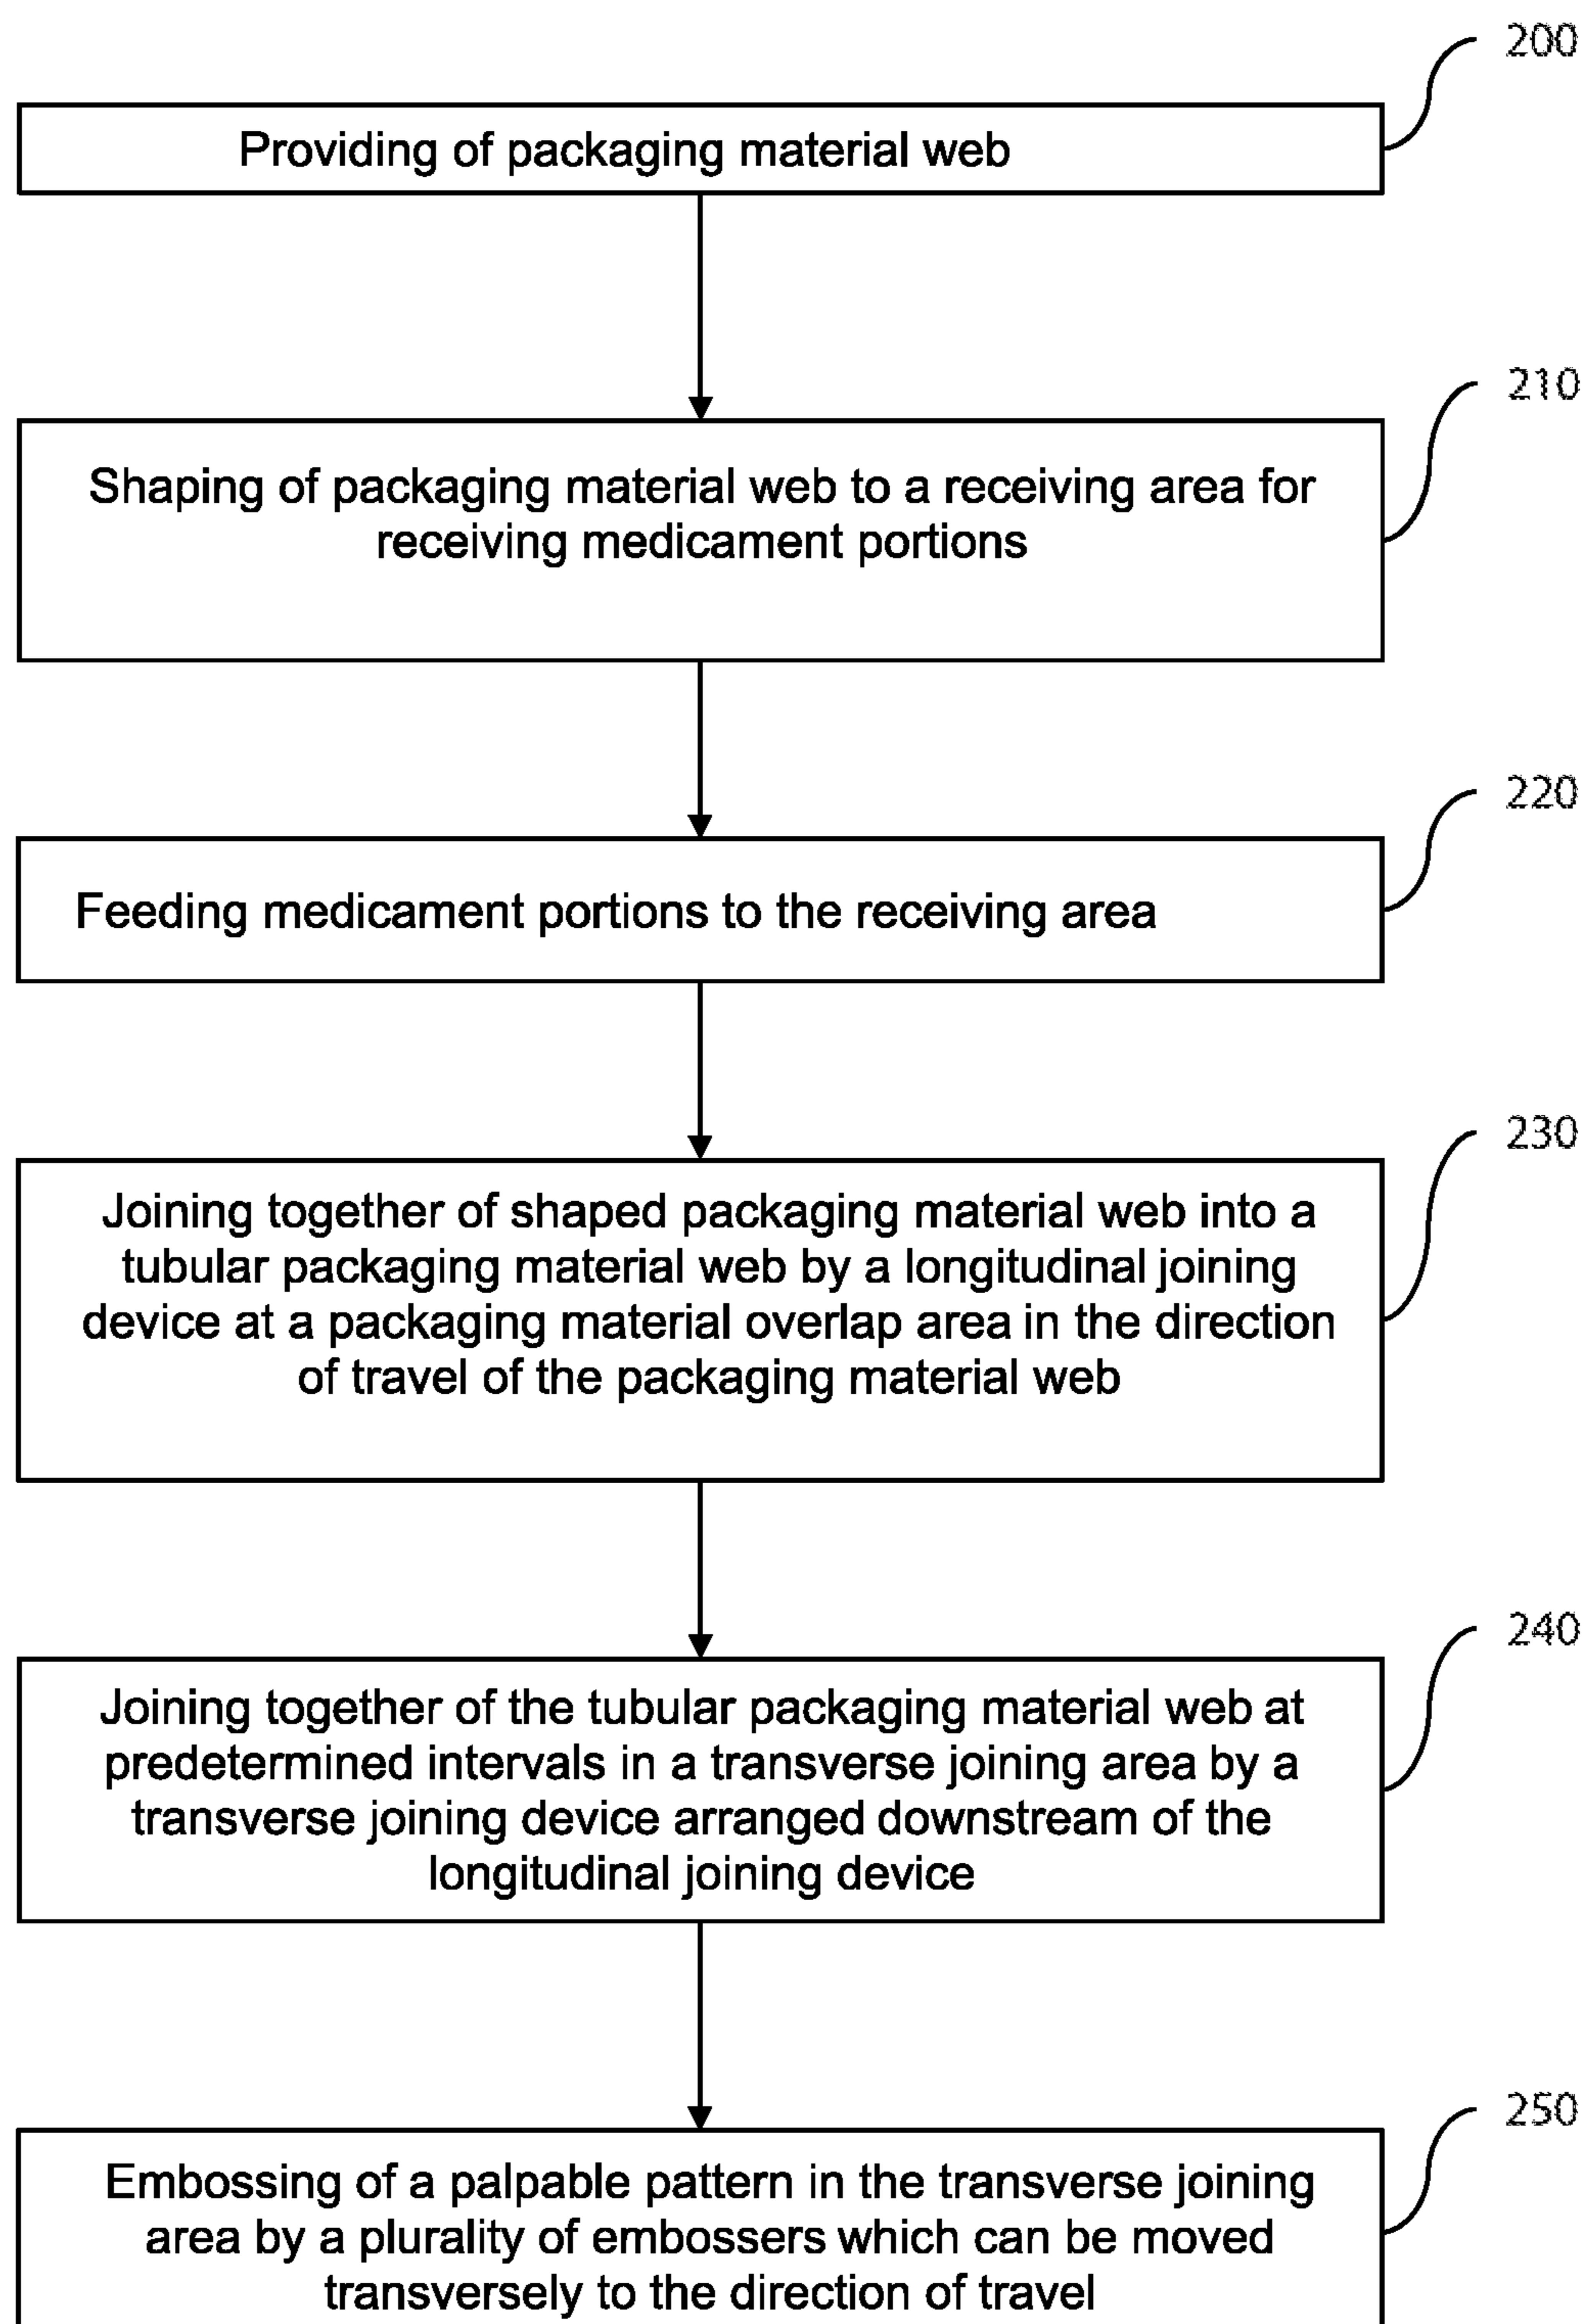 200
Providing of packaging material web
210
Shaping of packaging material web to a receiving area for
receiving medicament portions
220
Feeding medicament portions to the receiving area
230
Joining together of shaped packaging material web into a
tubular packaging material web by a longitudinal joining
device at a packaging material overlap area in the direction
of travel of the packaging material web
240
Joining together of the tubular packaging material web at
predetermined intervals in a transverse joining area by a
transverse joining device arranged downstream of the
longitudinal joining device
250
Embossing of a palpable pattern in the transverse joining
area by a plurality of embossers which can be moved
transversely to the direction of travel